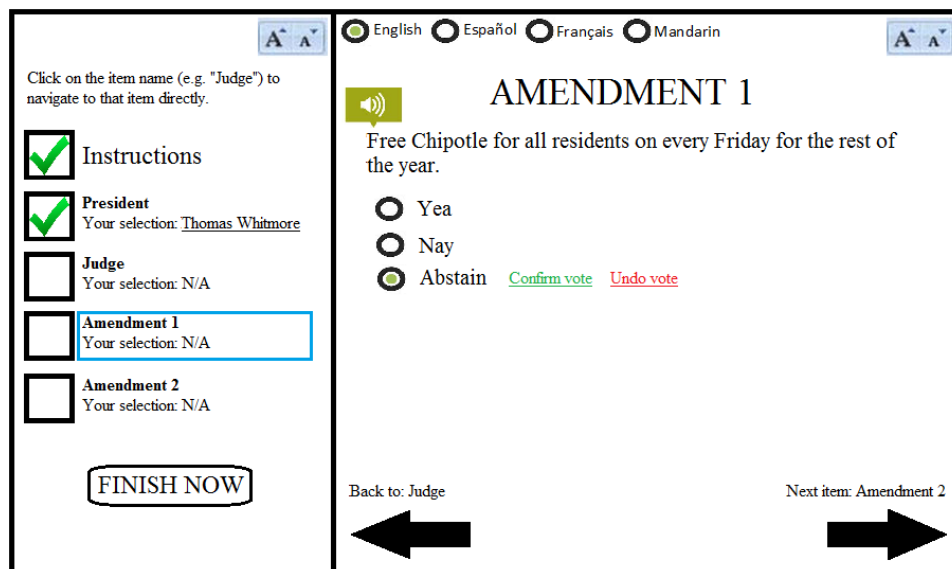 A A
Click on the item name (e.g. "Judge") to
navigate to that item directly.
Instructions
President
Your selection: Thomas Whitmore
Judge
Your selection: N/A
Amendment 1
Your selection: N/A
Amendment 2
Your selection: N/A
FINISH NOW
English Español Français Mandarin
A A
AMENDMENT 1
Free Chipotle for all residents on every Friday for the rest of
the year.
Yea
Nay
Abstain Confirm vote Undo vote
Back to: Judge Next item: Amendment 2